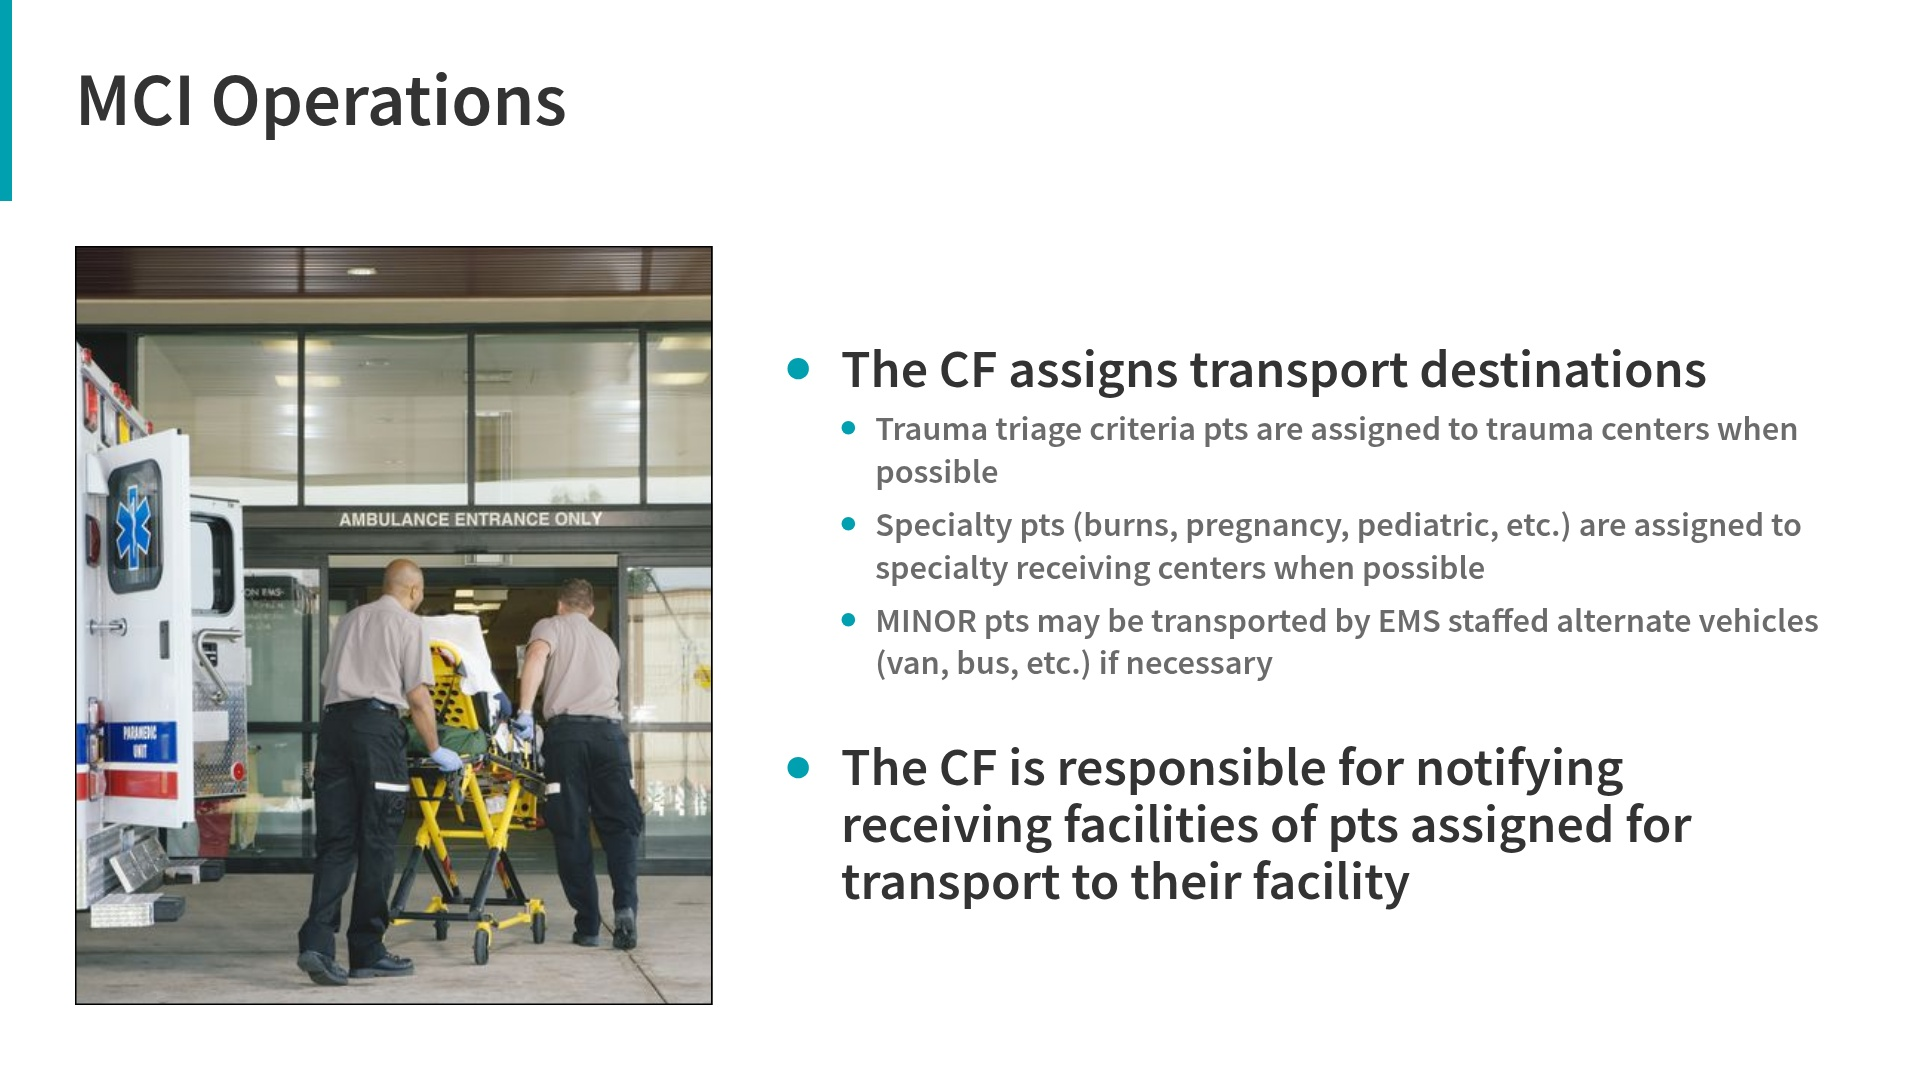 MCI Operations
AMBULANCE ENTRANCE ONLY
PARAMEDIC
UNIT
The CF assigns transport destinations
Trauma triage criteria pts are assigned to trauma centers when
possible
Specialty pts (burns, pregnancy, pediatric, etc.) are assigned to
specialty receiving centers when possible
MINOR pts may be transported by EMS staffed alternate vehicles
(van, bus, etc.) if necessary
The CF is responsible for notifying
receiving facilities of pts assigned for
transport to their facility